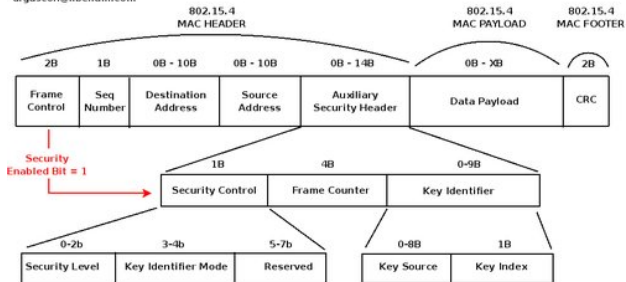 802.15.4 802.15.4 802.15.4
MAC HEADER MAC PAYLOAD MAC FOOTER
2B 1B 0B - 10B 0B - 10B 0B - 14B 0B - XB 2B
Frame Control Seq Number Destination Address Source Address Auxiliary Security Header Data Payload CRC
Security
Enabled Bit = 1
1B 4B 0-9B
Security Control Frame Counter Key Identifier
0-2b 3-4b 5-7b 0-8B 1B
Security Level Key Identifier Mode Reserved Key Source Key Index